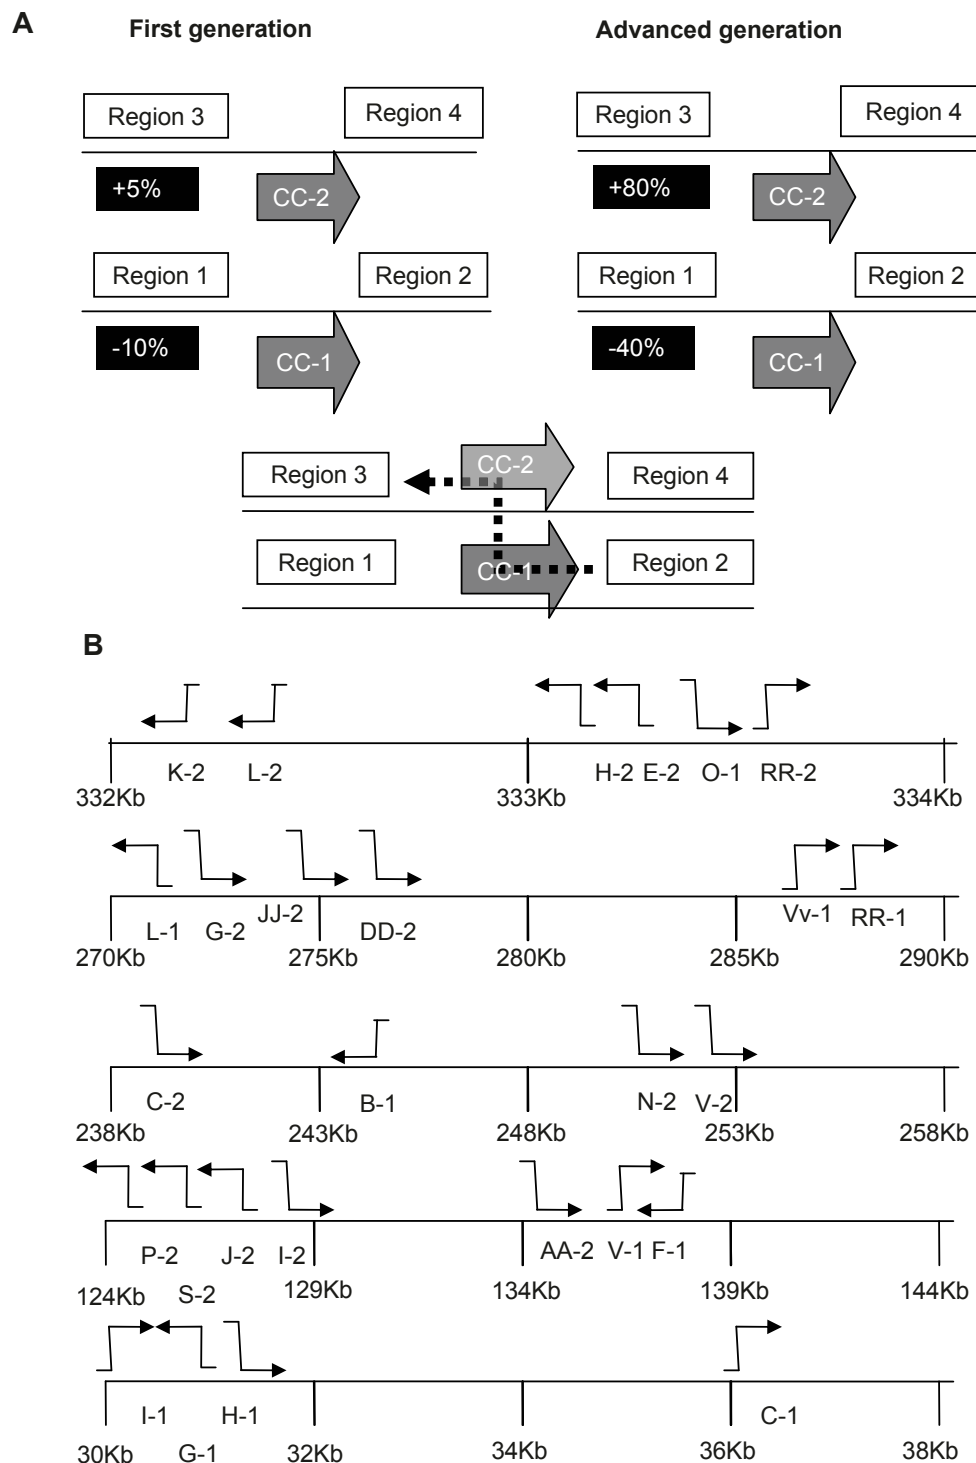 A
First generation Advanced generation
Region 3 Region 4 Region 3 Region 4
+5% CC-2 +80% CC-2
Region 1 Region 2 Region 1 Region 2
-10% CC-1 -40% CC-1
Region 3 CC-2 Region 4
Region 1 CC-1 Region 2
B
K-2 L-2 H-2 E-2 O-1 RR-2
332Kb 333Kb 334Kb
L-1 G-2 JJ-2 DD-2 Vv-1 RR-1
270Kb 275Kb 280Kb 285Kb 290Kb
C-2 B-1 N-2 V-2
238Kb 243Kb 248Kb 253Kb 258Kb
P-2 J-2 I-2 AA-2 V-1 F-1
124Kb S-2 129Kb 134Kb 139Kb 144Kb
I-1 H-1 C-1
30Kb G-1 32Kb 34Kb 36Kb 38Kb